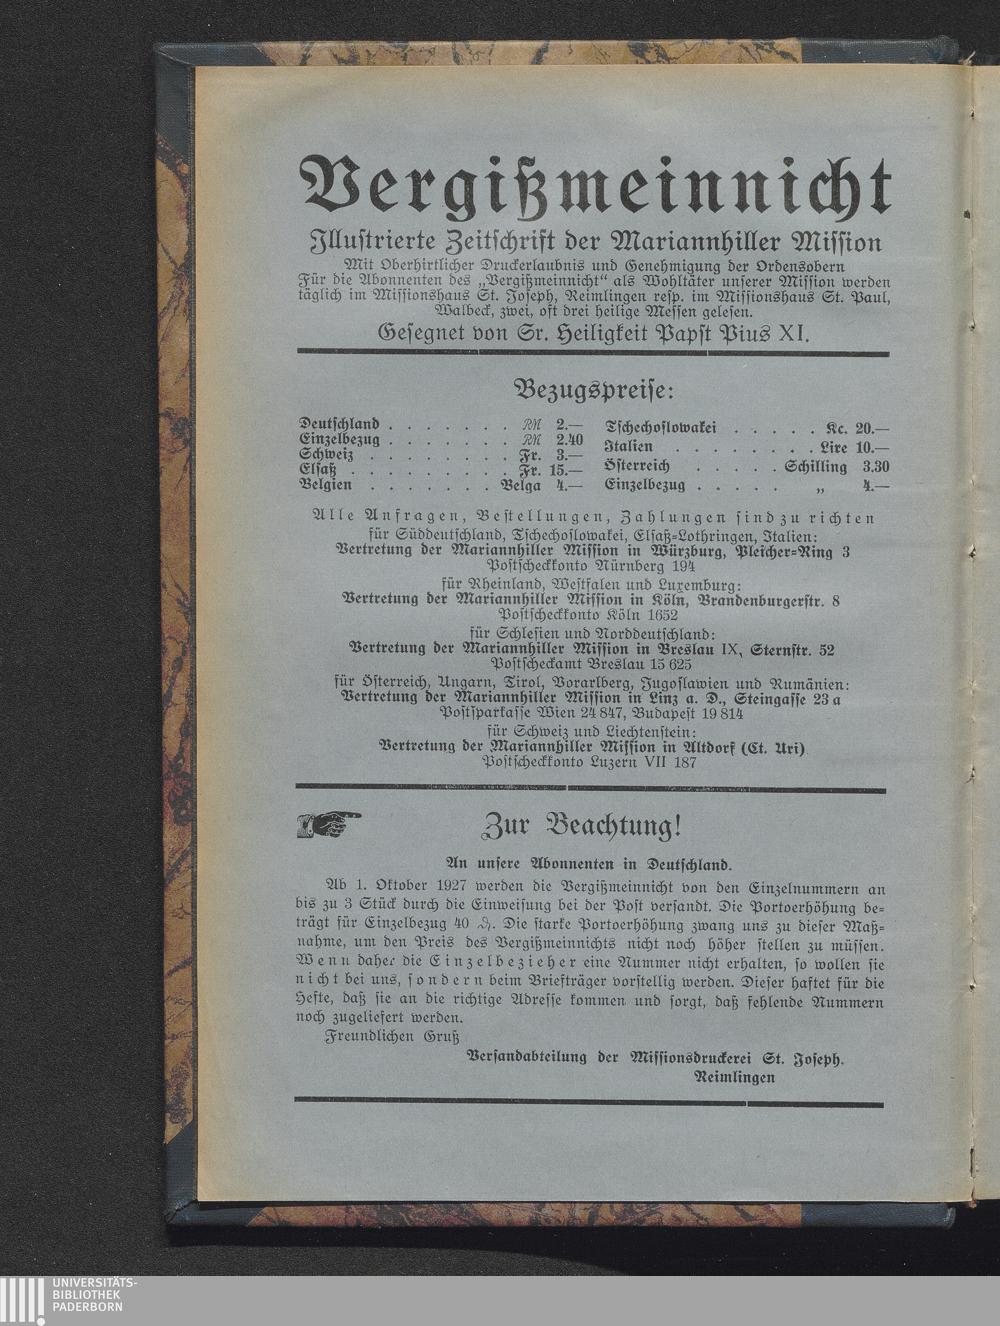 Vergißmeinnicht
Illustrierte Zeitschrift der Mariannhiller Mission
Mit Oberhirtlicher Druckerlaubnis und Genehmigung der Ordensobern
Für die Abonnenten des „Vergißmeinnicht“ als Wohltäter unserer Mission werden
täglich im Missionshaus St. Joseph, Reimlingen resp. im Missionshaus St. Paul,
Walbeck, zwei, oft drei heilige Messen gelesen.
Gesegnet von Sr. Heiligkeit Papst Pius XI.
Bezugspreise:
Deutschland . . . . . . . RM 2.—
Einzelbezug . . . . . . . RM 2.40
Schweiz . . . . . . . . . Fr. 3.—
Elsaß . . . . . . . . . Fr. 15.—
Belgien . . . . . . . Belga 4.—
Tschechoslowakei . . . . . Kc. 20.—
Italien . . . . . . . . Lire 10.—
Österreich . . . . . Schilling 3.30
Einzelbezug . . . . . „ 4.—
Alle Anfragen, Bestellungen, Zahlungen sind zu richten
für Süddeutschland, Tschechoslowakei, Elsaß-Lothringen, Italien:
Vertretung der Mariannhiller Mission in Würzburg, Pleicher-Ring 3
Postscheckkonto Nürnberg 194
für Rheinland, Westfalen und Luxemburg:
Vertretung der Mariannhiller Mission in Köln, Brandenburgerstr. 8
Postscheckkonto Köln 1652
für Schlesien und Norddeutschland:
Vertretung der Mariannhiller Mission in Breslau IX, Sternstr. 52
Postscheckamt Breslau 15 625
für Österreich, Ungarn, Tirol, Vorarlberg, Jugoslawien und Rumänien:
Vertretung der Mariannhiller Mission in Linz a. D., Steingasse 23 a
Postsparkasse Wien 24 847, Budapest 19 814
für Schweiz und Liechtenstein:
Vertretung der Mariannhiller Mission in Altdorf (Ct. Uri)
Postscheckkonto Luzern VII 187
Zur Beachtung!
An unsere Abonnenten in Deutschland.
Ab 1. Oktober 1927 werden die Vergißmeinnicht von den Einzelnummern an
bis zu 3 Stück durch die Einweisung bei der Post versandt. Die Portoerhöhung be-
trägt für Einzelbezug 40 ₰. Die starke Portoerhöhung zwang uns zu dieser Maß-
nahme, um den Preis des Vergißmeinnichts nicht noch höher stellen zu müssen.
Wenn daher die Einzelbezieher eine Nummer nicht erhalten, so wollen sie
nicht bei uns, sondern beim Briefträger vorstellig werden. Dieser haftet für die
Hefte, daß sie an die richtige Adresse kommen und sorgt, daß fehlende Nummern
noch zugeliefert werden.
Freundlichen Gruß
Versandabteilung der Missionsdruckerei St. Joseph.
Reimlingen
UNIVERSITÄTS-
BIBLIOTHEK
PADERBORN